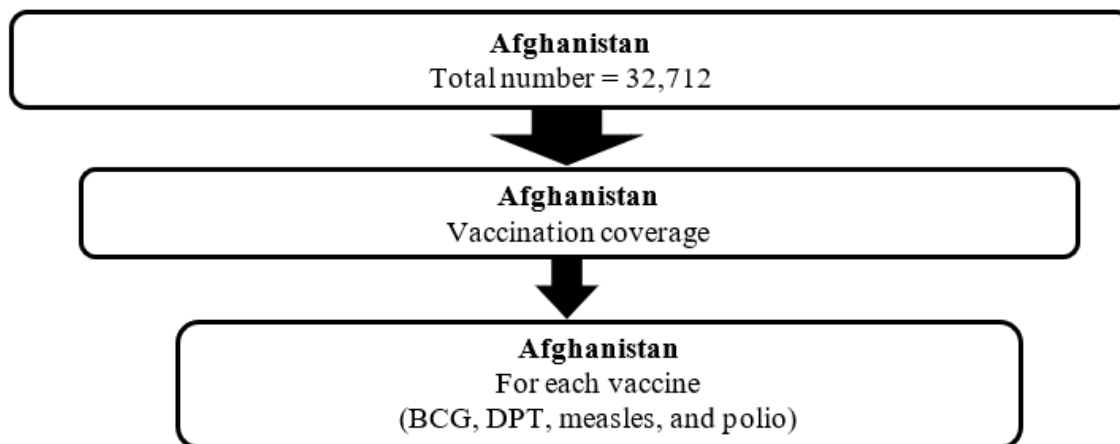 Afghanistan
Total number = 32,712
Afghanistan
Vaccination coverage
Afghanistan
For each vaccine
(BCG, DPT, measles, and polio)